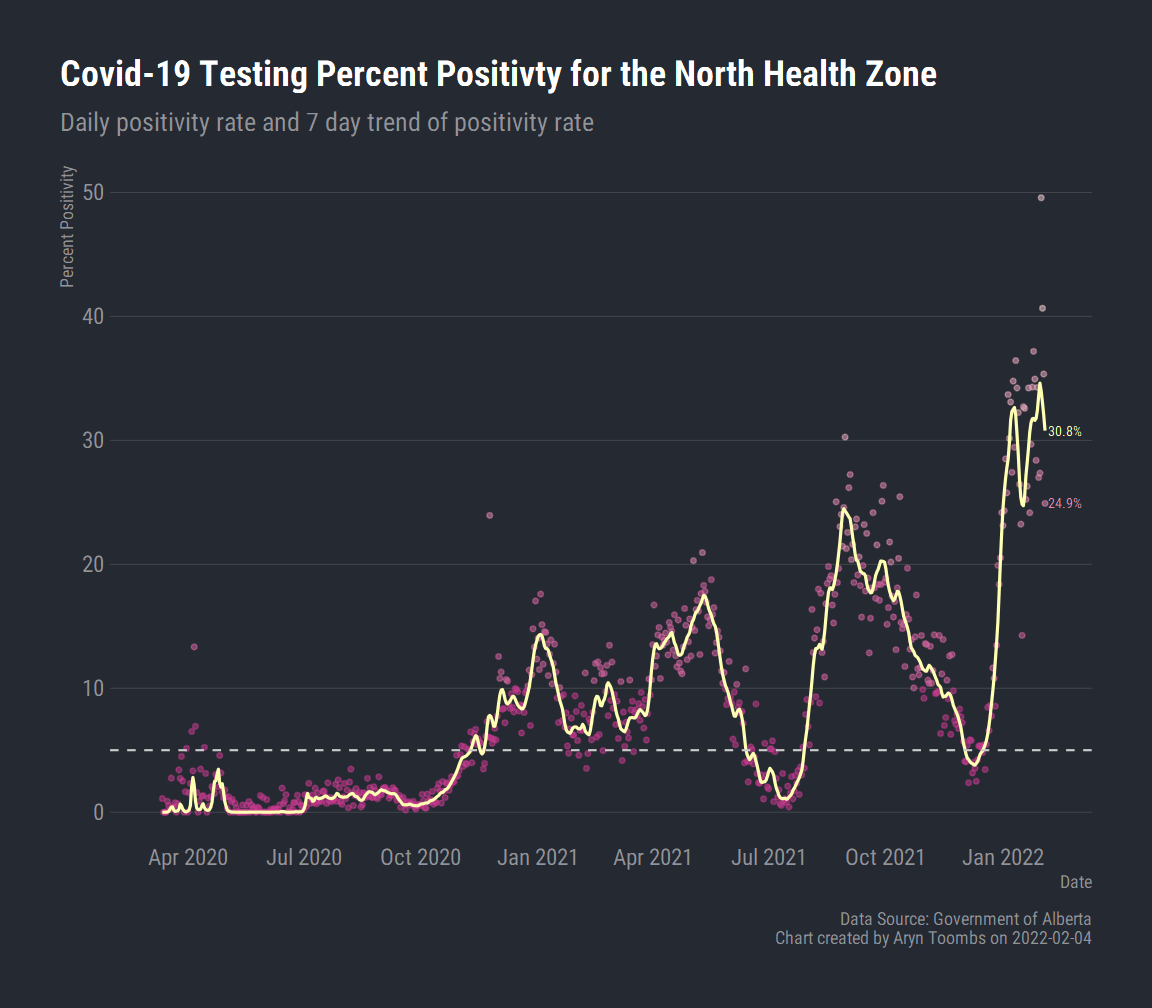 Covid-19 Testing Percent Positivty for the North Health Zone
Daily positivity rate and 7 day trend of positivity rate
Percent Positivity
50
40
30
20
10
0
30.8%
24.9%
Apr 2020 Jul 2020 Oct 2020 Jan 2021 Apr 2021 Jul 2021 Oct 2021 Jan 2022
Date
Data Source: Government of Alberta
Chart created by Aryn Toombs on 2022-02-04